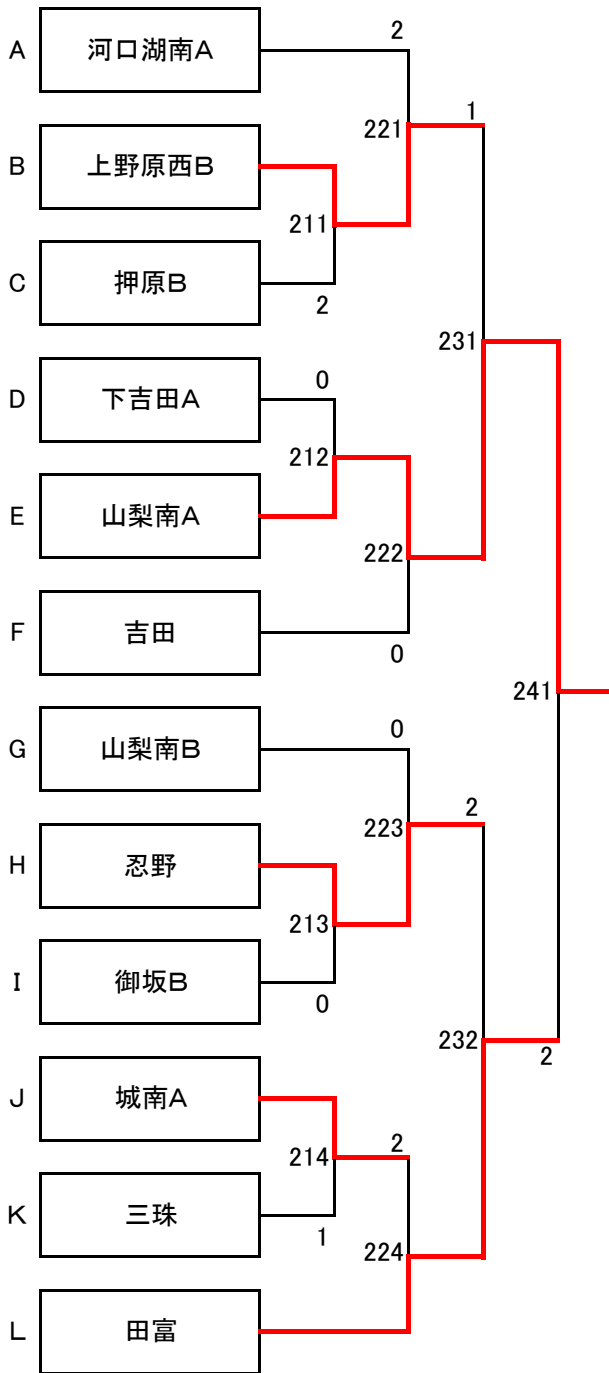 2
A 河口湖南A
1
221
B 上野原西B
211
C 押原B
2
231
0
D 下吉田A
212
E 山梨南A
222
F 吉田
0
241
0
G 山梨南B
2
223
H 忍野
213
I 御坂B
0
232
2
J 城南A
2
214
K 三珠
1
224
L 田富